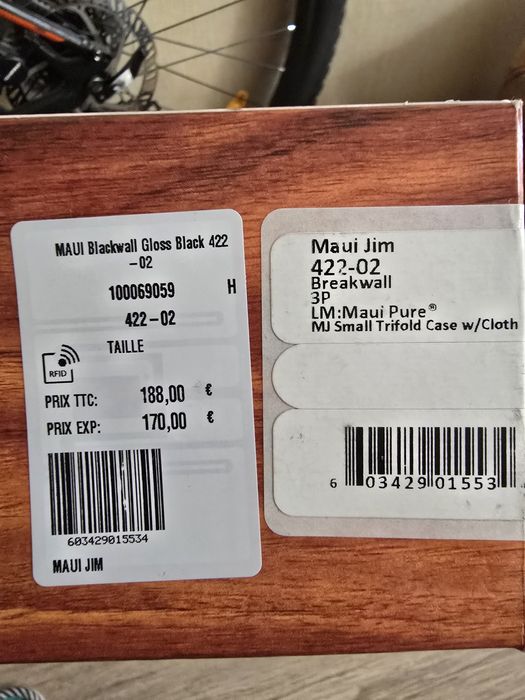 MAUI Blackwall Gloss Black 422
-02
100069059 H
422-02
TAILLE
RFID
PRIX TTC: 188,00 €
PRIX EXP: 170,00 €
603429015534
MAUI JIM
Maui Jim
422-02
Breakwall
3P
LM:Maui Pure®
MJ Small Trifold Case w/Cloth
6 03429 01553